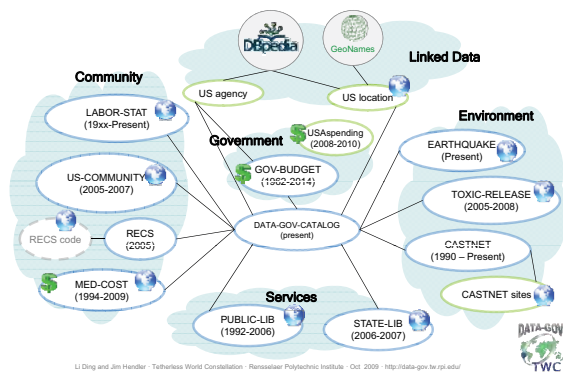 DBpedia
GeoNames
Linked Data
Community
US agency
US location
Environment
LABOR-STAT
(19xx-Present)
Government
$
USAspending
(2008-2010)
EARTHQUAKE
(Present)
US-COMMUNITY
(2005-2007)
$
GOV-BUDGET
(1962-2014)
TOXIC-RELEASE
(2005-2008)
RECS code
RECS
(2005)
DATA-GOV-CATALOG
(present)
CASTNET
(1990 – Present)
$
MED-COST
(1994-2009)
CASTNET sites
Services
PUBLIC-LIB
(1992-2006)
STATE-LIB
(2006-2007)
DATA-GOV
TWC
Li Ding and Jim Hendler · Tetherless World Constellation · Rensselaer Polytechnic Institute · Oct 2009 · http://data-gov.tw.rpi.edu/